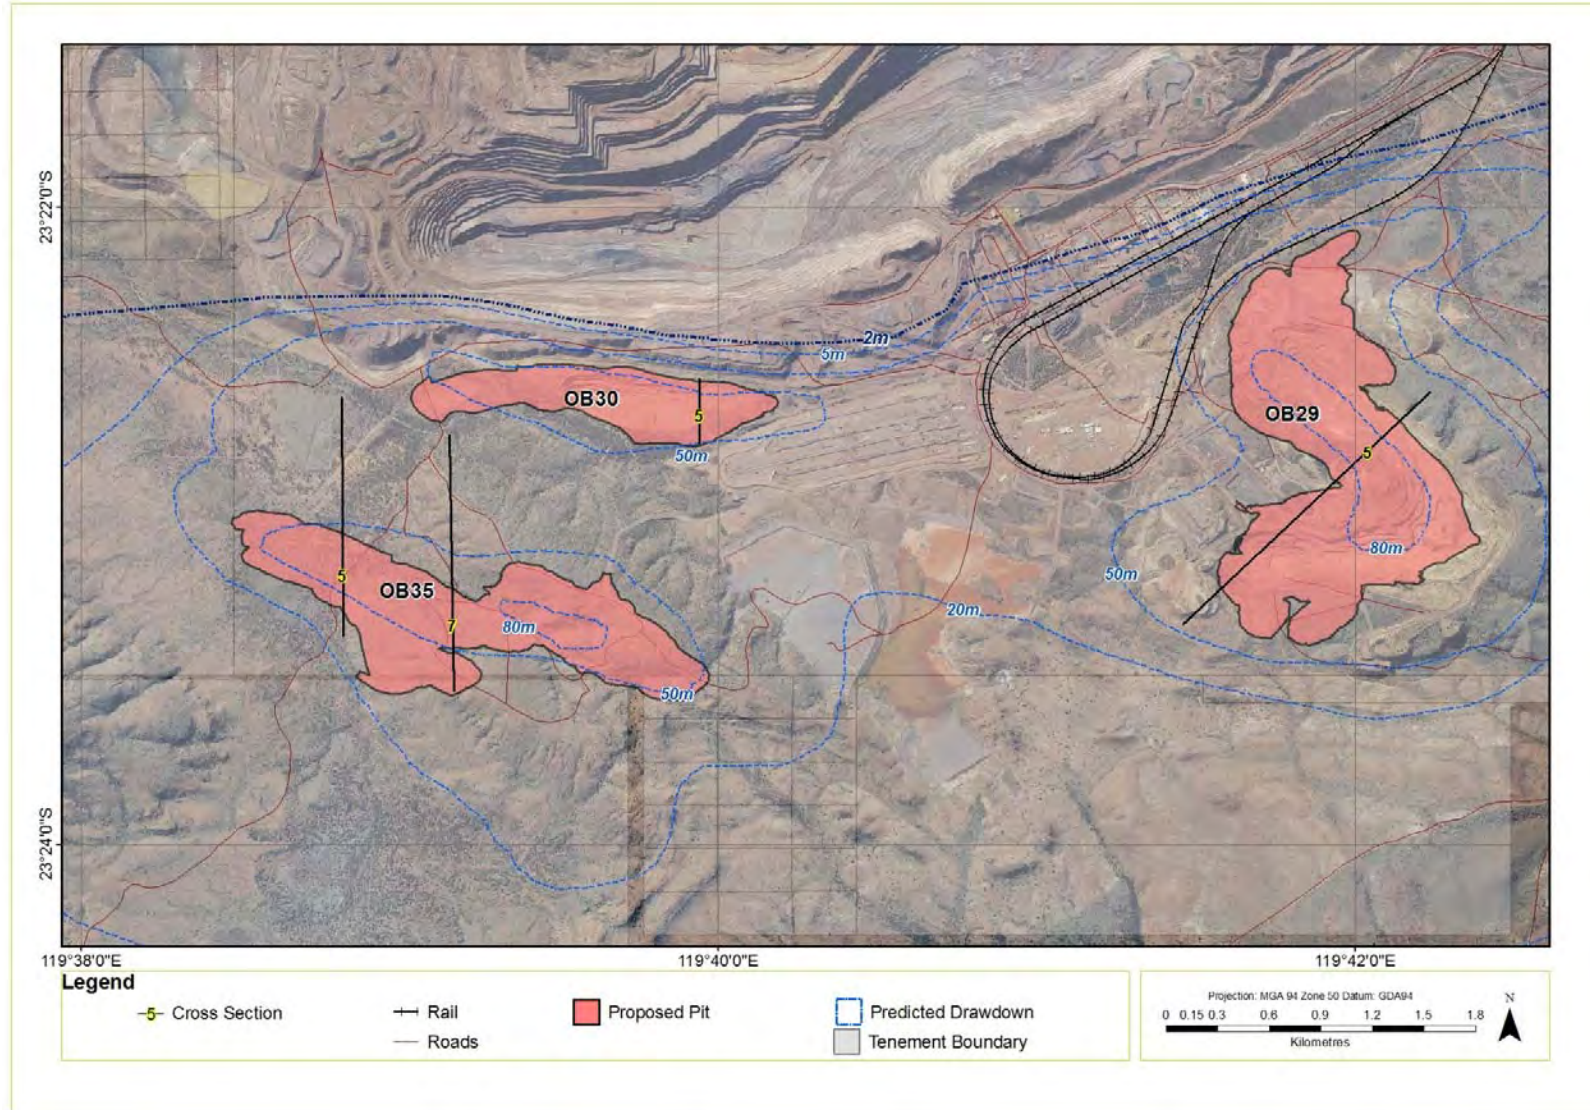 23°22'0"S
2m
5m
OB30
5
50m
OB29
5
80m
50m
5
OB35
7
80m
20m
50m
23°24'0"S
119°38'0"E
119°40'0"E
119°42'0"E
Legend
5 Cross Section
Rail
Roads
Proposed Pit
Predicted Drawdown
Tenement Boundary
Projection: MGA 94 Zone 50 Datum: GDA94
0 0.15 0.3 0.6 0.9 1.2 1.5 1.8
Kilometres
N